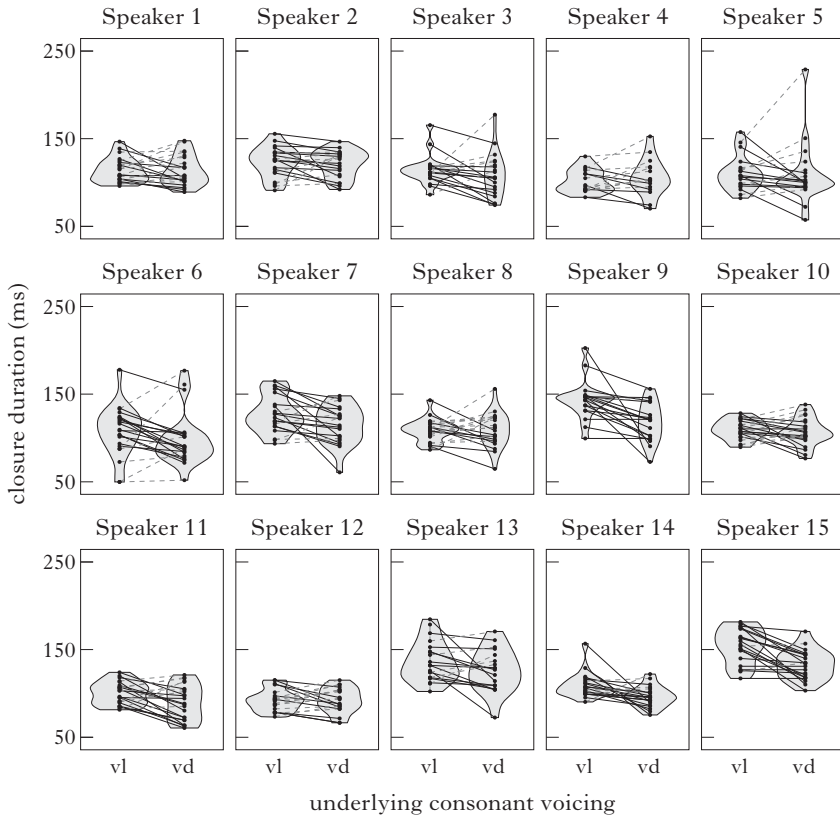 Speaker 1 Speaker 2 Speaker 3 Speaker 4 Speaker 5
250
150
50
Speaker 6 Speaker 7 Speaker 8 Speaker 9 Speaker 10
closure duration (ms)
250
150
50
Speaker 11 Speaker 12 Speaker 13 Speaker 14 Speaker 15
250
150
50
vl vd vl vd vl vd vl vd vl vd
underlying consonant voicing